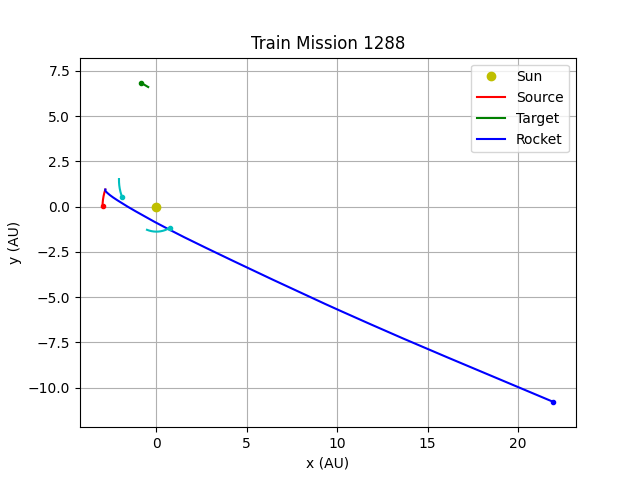 Train Mission 1288
7.5
5.0
2.5
0.0
−2.5
−5.0
−7.5
−10.0
y (AU)
Sun
Source
Target
Rocket
0
5
10
15
20
x (AU)